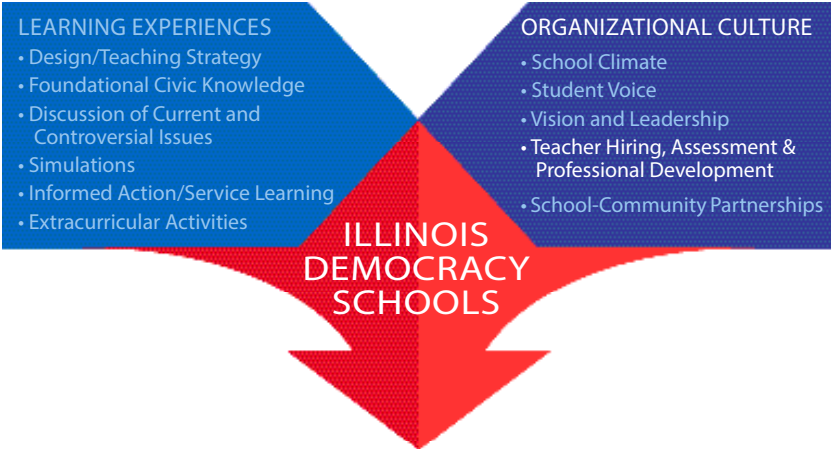 LEARNING EXPERIENCES
• Design/Teaching Strategy
• Foundational Civic Knowledge
• Discussion of Current and
Controversial Issues
• Simulations
• Informed Action/Service Learning
• Extracurricular Activities
ORGANIZATIONAL CULTURE
• School Climate
• Student Voice
• Vision and Leadership
• Teacher Hiring, Assessment &
Professional Development
• School-Community Partnerships
ILLINOIS
DEMOCRACY
SCHOOLS